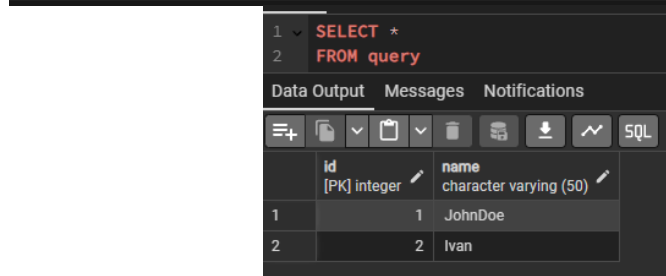 1 SELECT *
2 FROM query
Data Output Messages Notifications
SQL
id name
[PK] integer character varying (50)
1 1 JohnDoe
2 2 Ivan